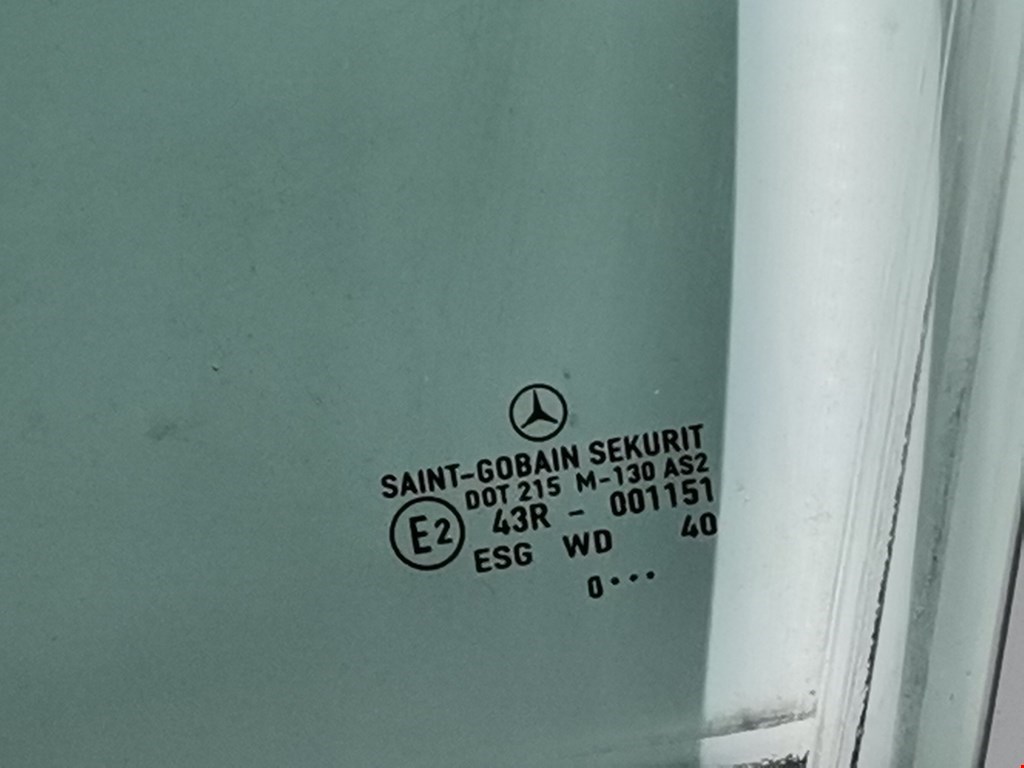 SAINT-GOBAIN SEKURIT
DOT 215 M-130 AS2
E2 43R - 001151
ESG WD 40
0•••